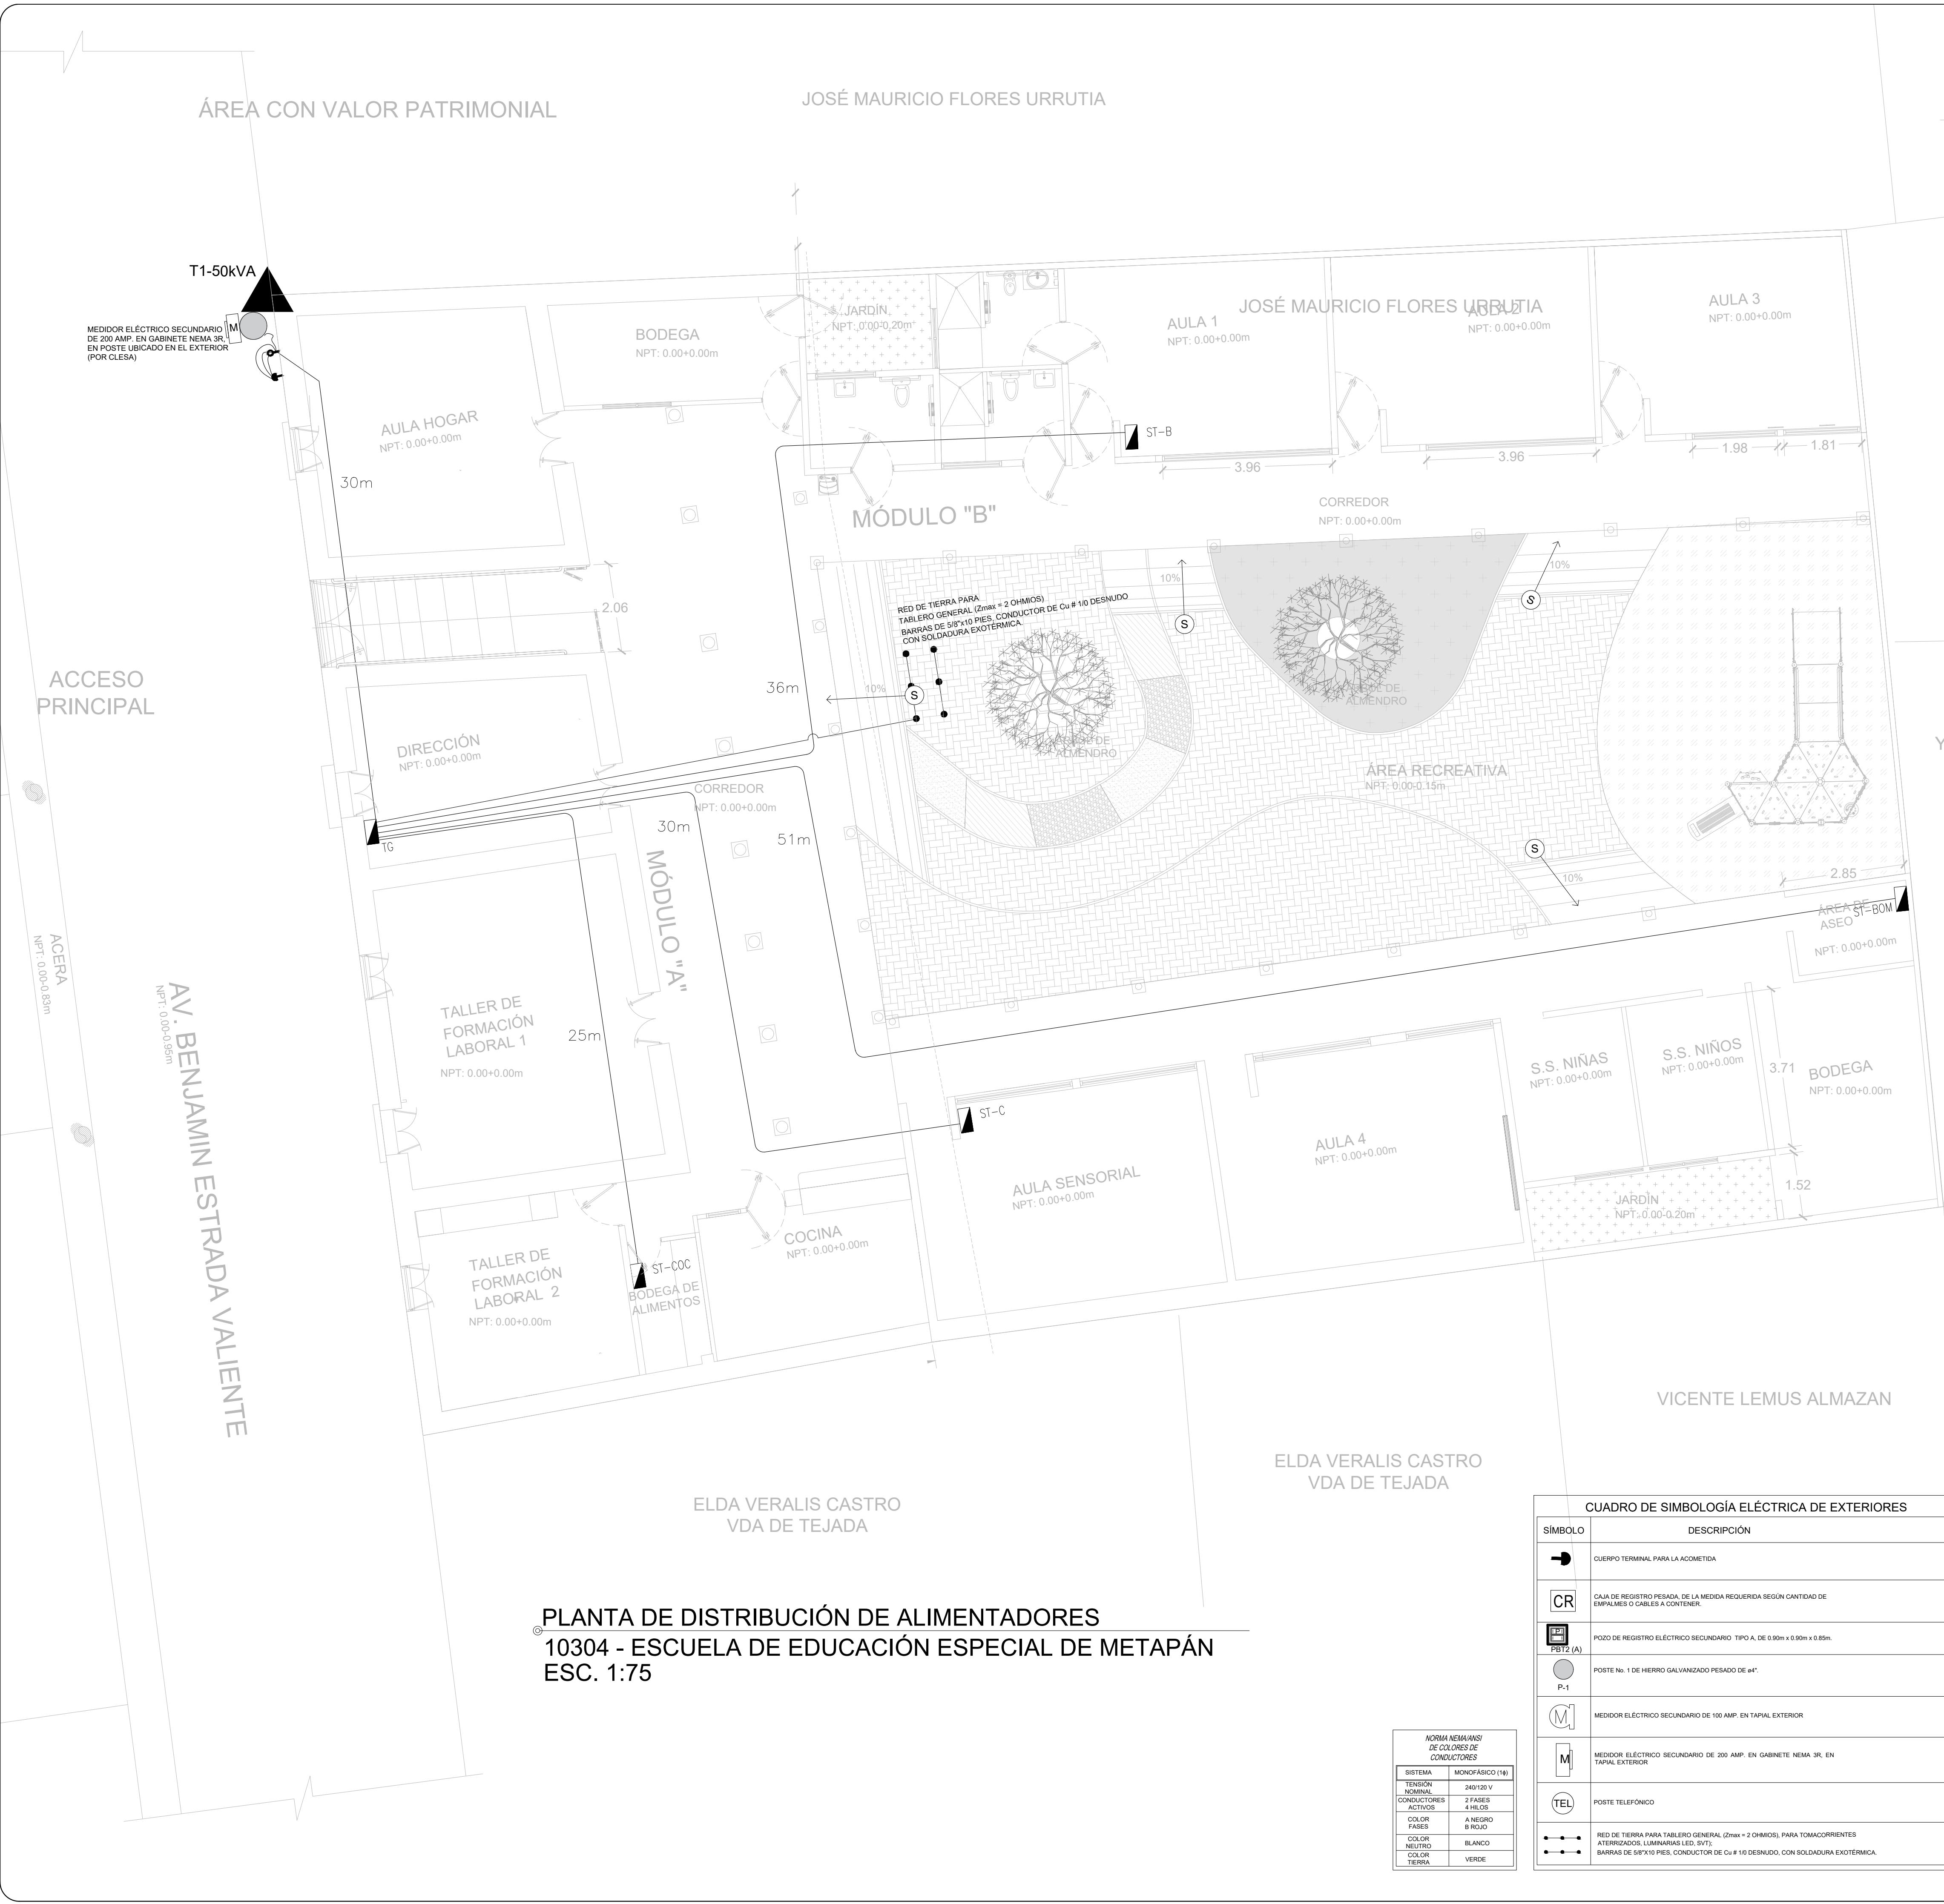 ÁREA CON VALOR PATRIMONIAL
JOSÉ MAURICIO FLORES URRUTIA
T1-50kVA
M
MEDIDOR ELÉCTRICO SECUNDARIO
DE 200 AMP. EN GABINETE NEMA 3R,
EN POSTE UBICADO EN EL EXTERIOR
(POR CLESA)
BODEGA
NPT: 0.00+0.00m
JARDÍN
NPT: 0.00-0.20m
AULA 1
NPT: 0.00+0.00m
JOSÉ MAURICIO FLORES URRUTIA
AULA 2
NPT: 0.00+0.00m
AULA 3
NPT: 0.00+0.00m
AULA HOGAR
NPT: 0.00+0.00m
ST-B
3.96
3.96
1.98
1.81
30m
MÓDULO "B"
CORREDOR
NPT: 0.00+0.00m
10%
10%
2.06
RED DE TIERRA PARA
TABLERO GENERAL (Zmax = 2 OHMIOS)
BARRAS DE 5/8"x10 PIES, CONDUCTOR DE Cu # 1/0 DESNUDO
CON SOLDADURA EXOTÉRMICA.
S
S
ACCESO
PRINCIPAL
36m
10%
S
ÁRBOL DE
ALMENDRO
ÁRBOL DE
ALMENDRO
DIRECCIÓN
NPT: 0.00+0.00m
ÁREA RECREATIVA
NPT: 0.00-0.15m
Y
CORREDOR
NPT: 0.00+0.00m
TG
30m
51m
S
10%
2.85
MÓDULO "A"
ÁREA DE
ASEO
ST-BOM
NPT: 0.00+0.00m
ACERA
NPT: 0.00-0.83m
AV. BENJAMIN ESTRADA VALIENTE
NPT: 0.00-0.95m
TALLER DE
FORMACIÓN
LABORAL 1
NPT: 0.00+0.00m
25m
S.S. NIÑAS
NPT: 0.00+0.00m
S.S. NIÑOS
NPT: 0.00+0.00m
3.71
BODEGA
NPT: 0.00+0.00m
ST-C
AULA SENSORIAL
NPT: 0.00+0.00m
AULA 4
NPT: 0.00+0.00m
JARDÍN
NPT: 0.00-0.20m
1.52
TALLER DE
FORMACIÓN
LABORAL 2
NPT: 0.00+0.00m
ST-COC
BODEGA DE
ALIMENTOS
COCINA
NPT: 0.00+0.00m
VICENTE LEMUS ALMAZAN
ELDA VERALIS CASTRO
VDA DE TEJADA
ELDA VERALIS CASTRO
VDA DE TEJADA
PLANTA DE DISTRIBUCIÓN DE ALIMENTADORES
10304 - ESCUELA DE EDUCACIÓN ESPECIAL DE METAPÁN
ESC. 1:75
NORMA NEMA/ANSI
DE COLORES DE
CONDUCTORES
SISTEMA MONOFÁSICO (1ɸ)
TENSIÓN
NOMINAL 240/120 V
CONDUCTORES
ACTIVOS
2 FASES
4 HILOS
COLOR
FASES
A NEGRO
B ROJO
COLOR
NEUTRO BLANCO
COLOR
TIERRA VERDE
CUADRO DE SIMBOLOGÍA ELÉCTRICA DE EXTERIORES
SÍMBOLO DESCRIPCIÓN
CUERPO TERMINAL PARA LA ACOMETIDA
CR
CAJA DE REGISTRO PESADA, DE LA MEDIDA REQUERIDA SEGÚN CANTIDAD DE
EMPALMES O CABLES A CONTENER.
P
PBT2 (A)
POZO DE REGISTRO ELÉCTRICO SECUNDARIO TIPO A, DE 0.90m x 0.90m x 0.85m.
P-1
POSTE No. 1 DE HIERRO GALVANIZADO PESADO DE ø4".
M
MEDIDOR ELÉCTRICO SECUNDARIO DE 100 AMP. EN TAPIAL EXTERIOR
M
MEDIDOR ELÉCTRICO SECUNDARIO DE 200 AMP. EN GABINETE NEMA 3R, EN
TAPIAL EXTERIOR
TEL
POSTE TELEFÓNICO
RED DE TIERRA PARA TABLERO GENERAL (Zmax = 2 OHMIOS), PARA TOMACORRIENTES
ATERRIZADOS, LUMINARIAS LED, SVT);
BARRAS DE 5/8"X10 PIES, CONDUCTOR DE Cu # 1/0 DESNUDO, CON SOLDADURA EXOTÉRMICA.